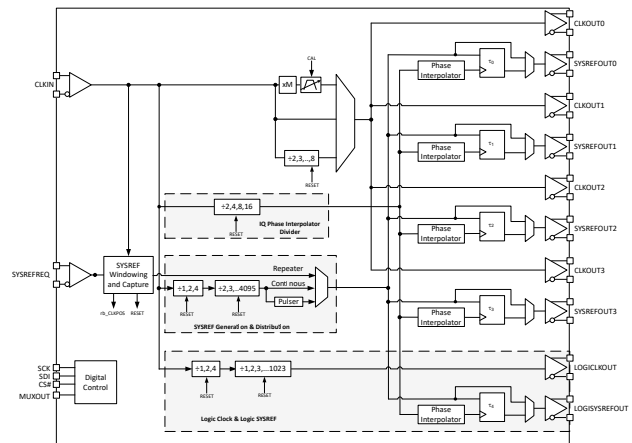 CLKOUT0
CAL
CLKIN
xM
Phase Interpolator
τ0
SYSREFOUT0
CLKOUT1
÷2,3,...,8
RESET
Phase Interpolator
τ1
SYSREFOUT1
CLKOUT2
÷2,4,8,16
RESET
IQ Phase Interpolator
Divider
Phase Interpolator
τ2
SYSREFOUT2
SYSREFREQ
SYSREF
Windowing
and Capture
rb_CLKPOS
RESET
Repeater
Continous
÷1,2,4
÷2,3,...4095
Pulser
RESET
RESET
SYSREF Generation & Distribution
CLKOUT3
Phase Interpolator
τ3
SYSREFOUT3
SCK
SDI
CS#
MUXOUT
Digital
Control
÷1,2,4
÷1,2,3,...1023
RESET
RESET
Logic Clock & Logic SYSREF
LOGICLKOUT
Phase Interpolator
τ4
LOGISYSREFOUT